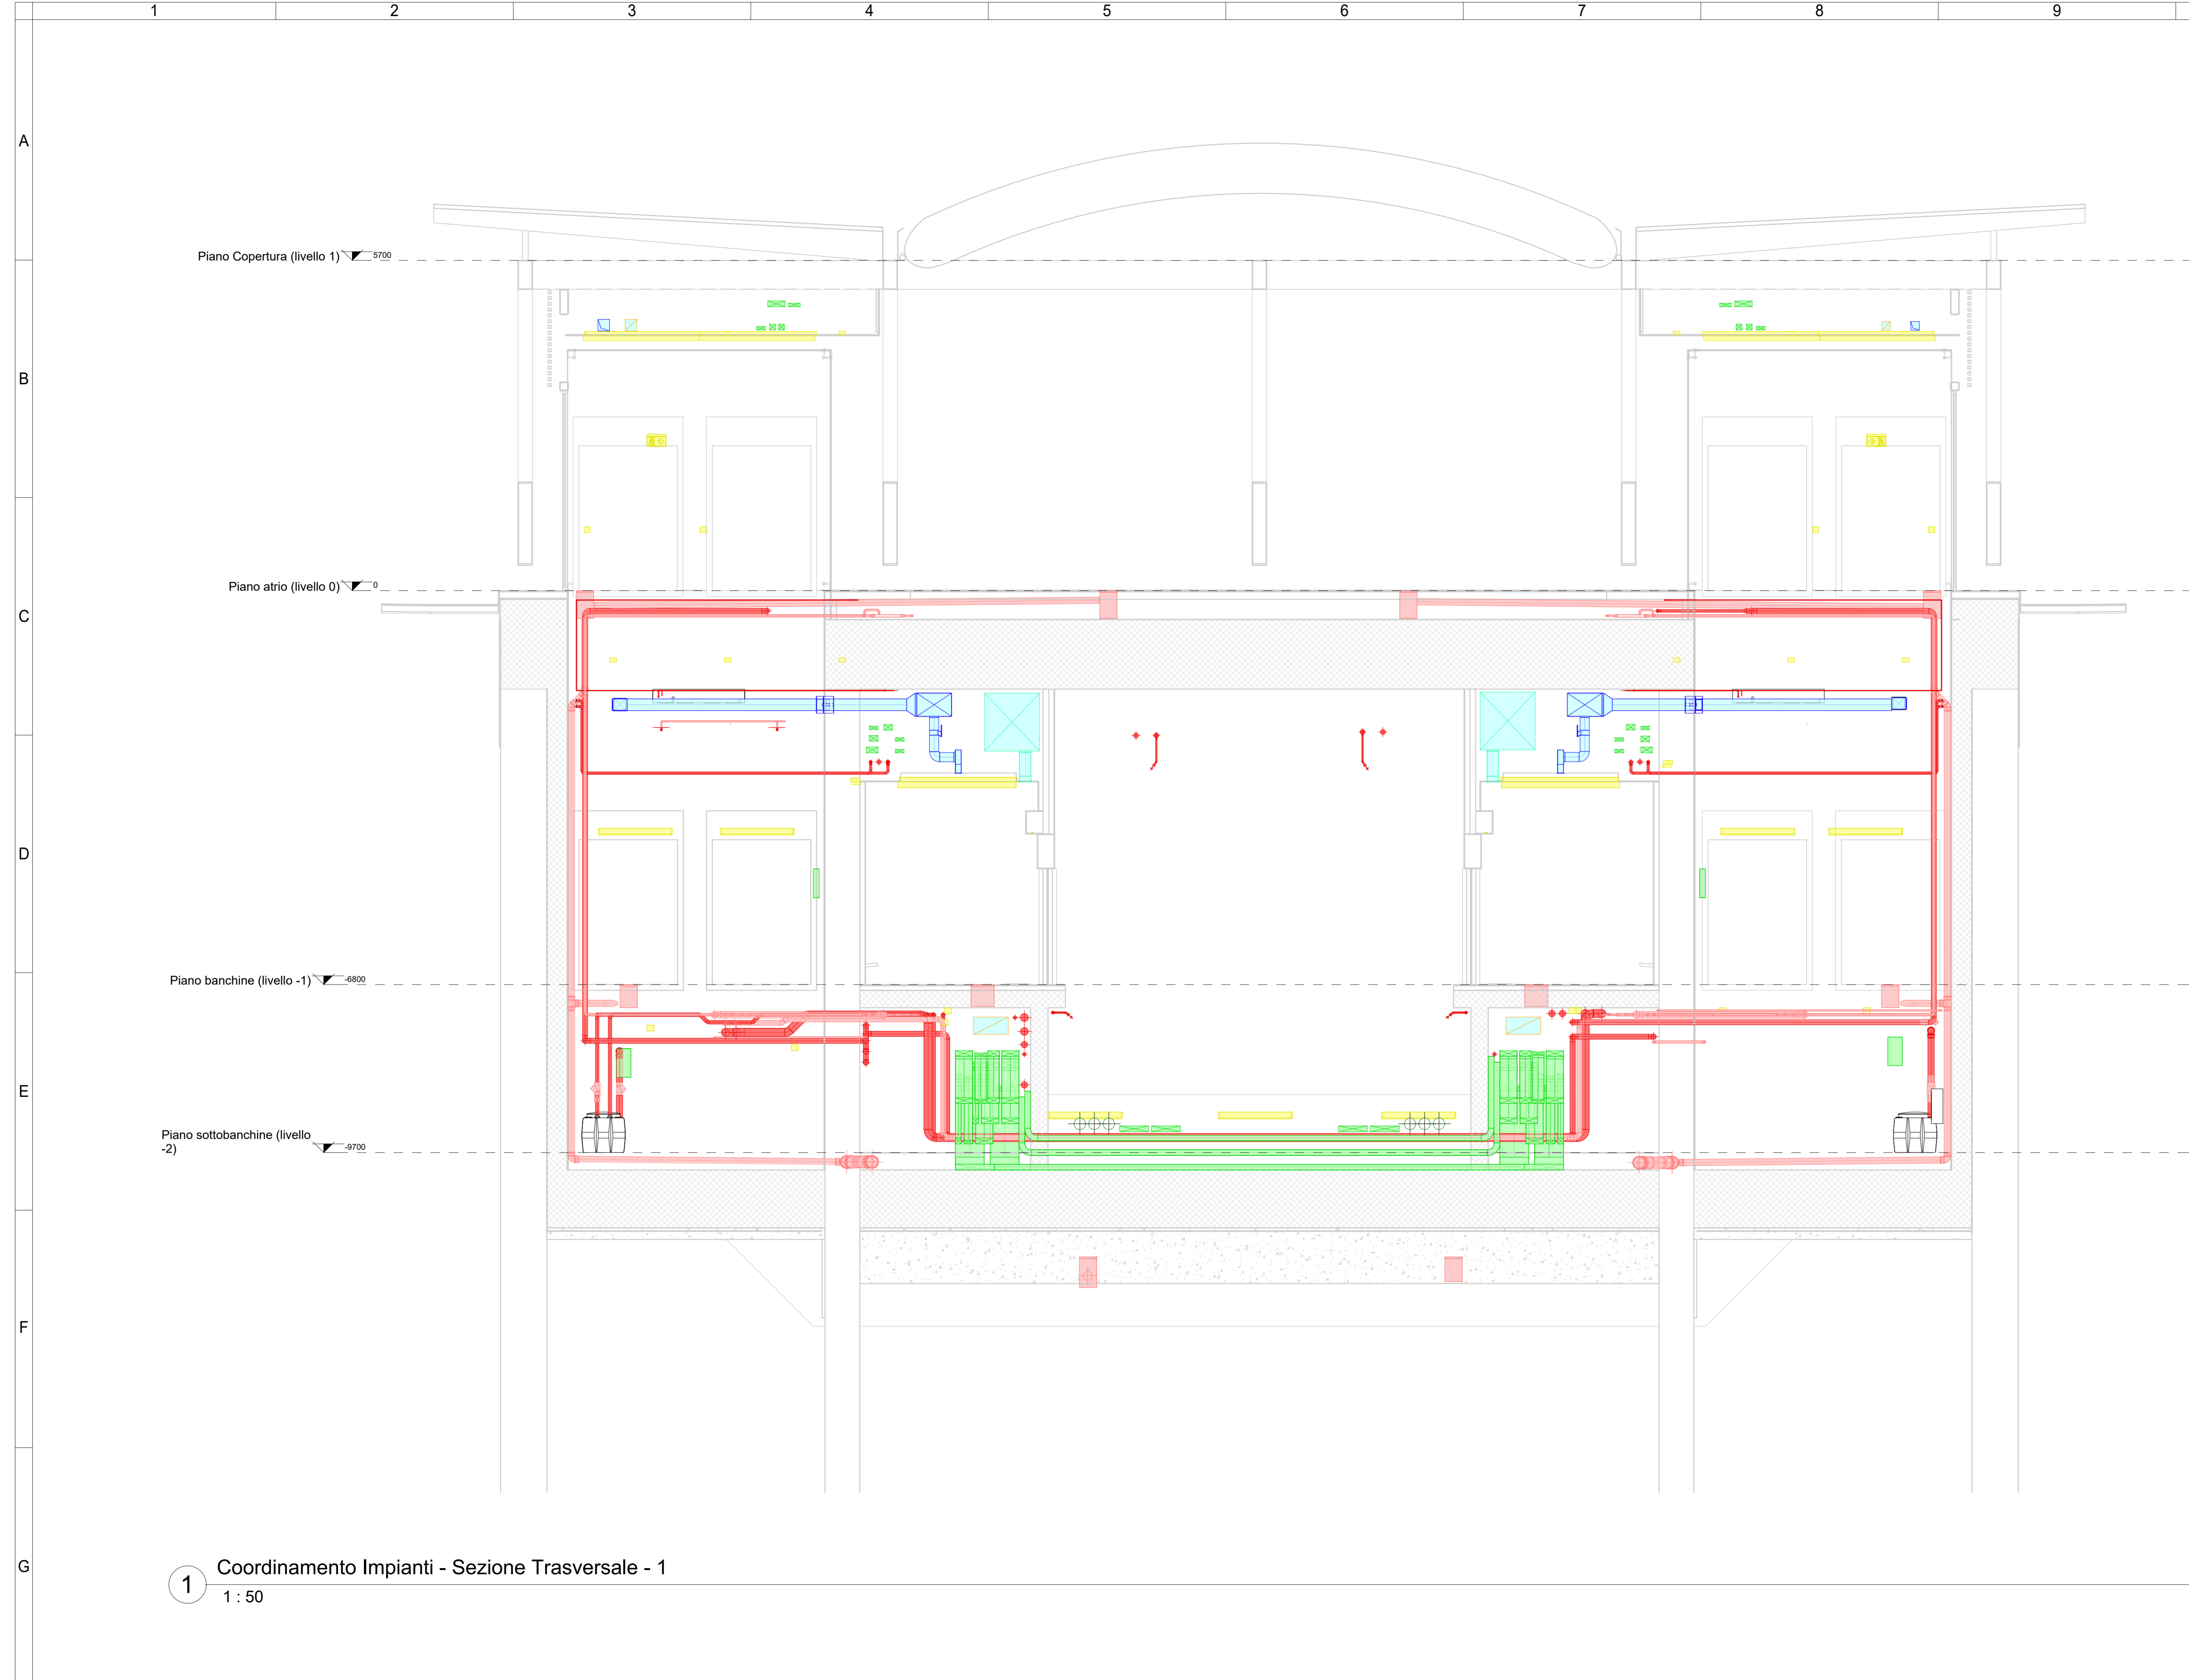 1 2 3 4 5 6 7 8 9
A
Piano Copertura (livello 1) 5700
B
Piano atrio (livello 0) 0
C
D
Piano banchine (livello -1) -6800
E
Piano sottobanchine (livello
-2) -9700
F
G
1 Coordinamento Impianti - Sezione Trasversale - 1
1 : 50